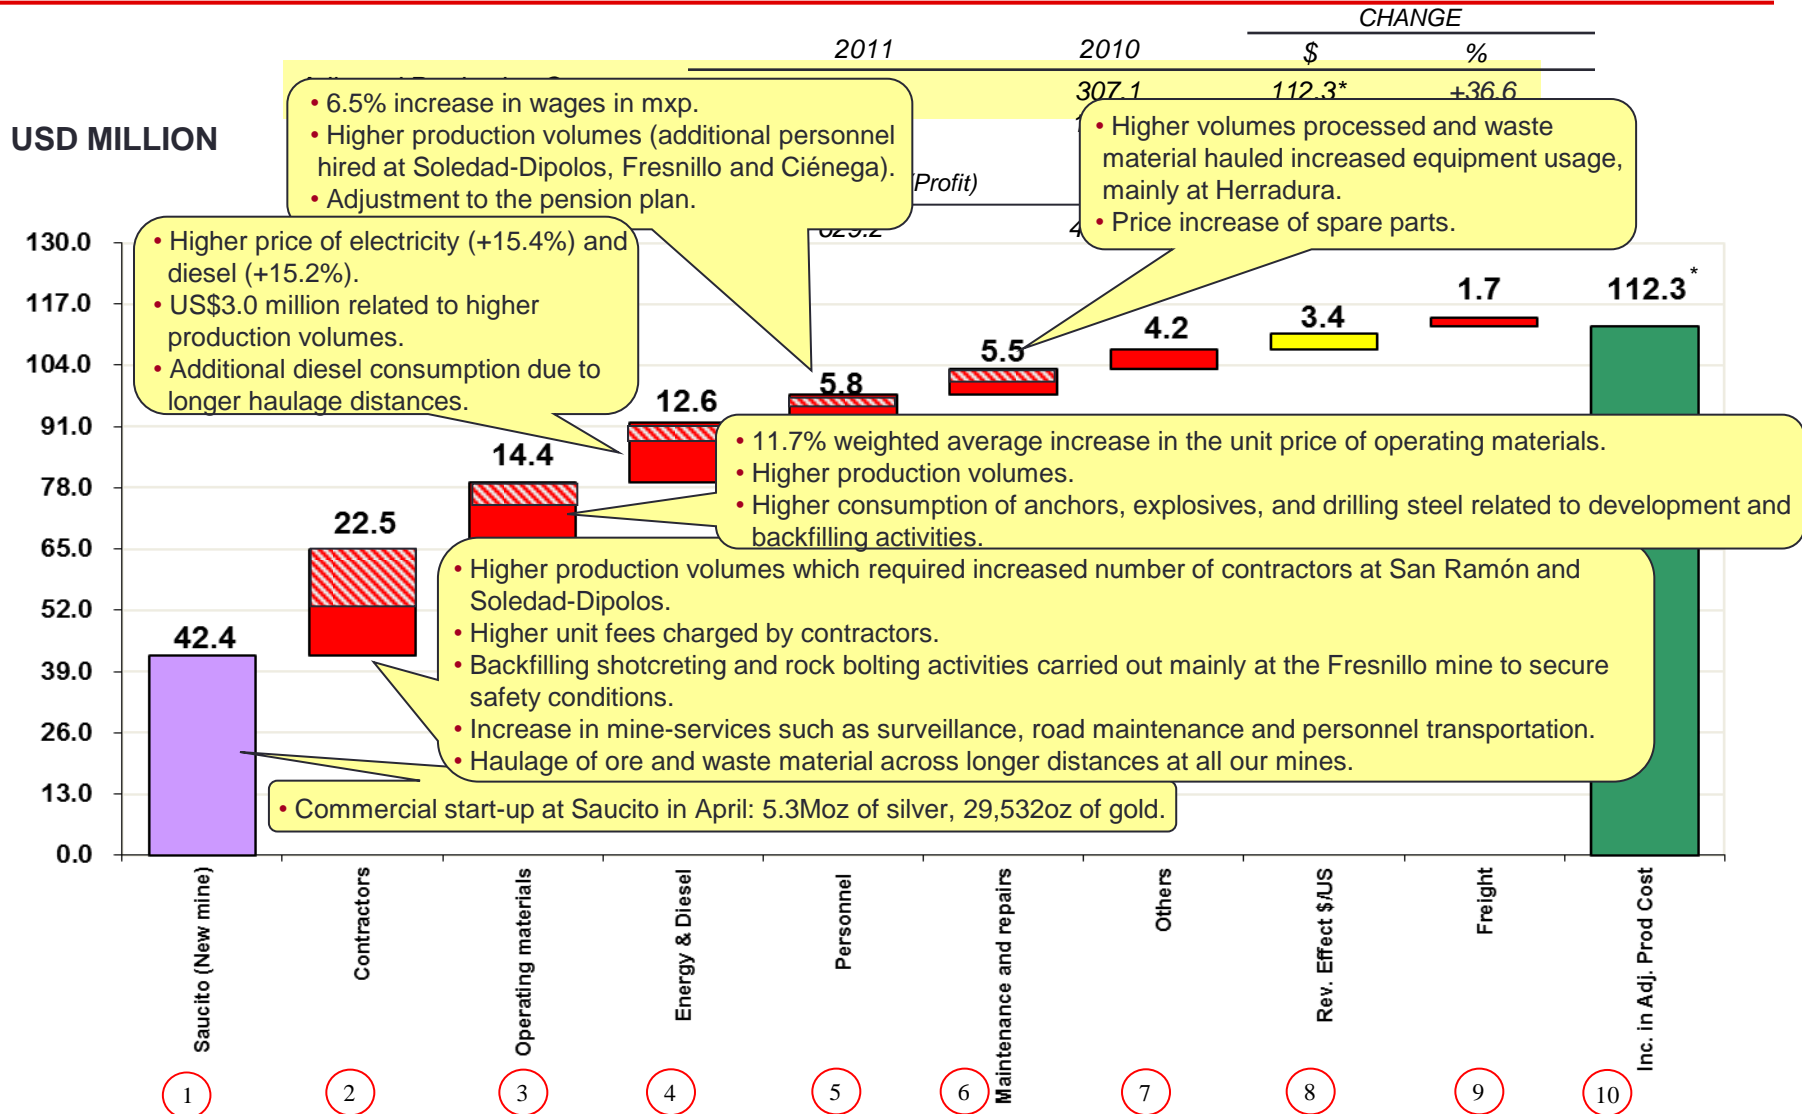 CHANGE
2011 2010 $ %
307.1 112.3* +36.6
USD MILLION
• 6.5% increase in wages in mxp.
• Higher production volumes (additional personnel
hired at Soledad-Dipolos, Fresnillo and Ciénega).
• Adjustment to the pension plan.
• Higher volumes processed and waste
material hauled increased equipment usage,
mainly at Herradura.
• Price increase of spare parts.
(Profit)
• Higher price of electricity (+15.4%) and
diesel (+15.2%).
• US$3.0 million related to higher
production volumes.
• Additional diesel consumption due to
longer haulage distances.
130.0
117.0
104.0
91.0
78.0
65.0
52.0
39.0
26.0
13.0
0.0
42.4
22.5
14.4
12.6
5.8
5.5
4.2
3.4
1.7
112.3*
• 11.7% weighted average increase in the unit price of operating materials.
• Higher production volumes.
• Higher consumption of anchors, explosives, and drilling steel related to development and
backfilling activities.
• Higher production volumes which required increased number of contractors at San Ramón and
Soledad-Dipolos.
• Higher unit fees charged by contractors.
• Backfilling shotcreting and rock bolting activities carried out mainly at the Fresnillo mine to secure
safety conditions.
• Increase in mine-services such as surveillance, road maintenance and personnel transportation.
• Haulage of ore and waste material across longer distances at all our mines.
• Commercial start-up at Saucito in April: 5.3Moz of silver, 29,532oz of gold.
Saucito (New mine)
Contractors
Operating materials
Energy & Diesel
Personnel
Maintenance and repairs
Others
Rev. Effect $/US
Freight
Inc. in Adj. Prod Cost
1 2 3 4 5 6 7 8 9 10